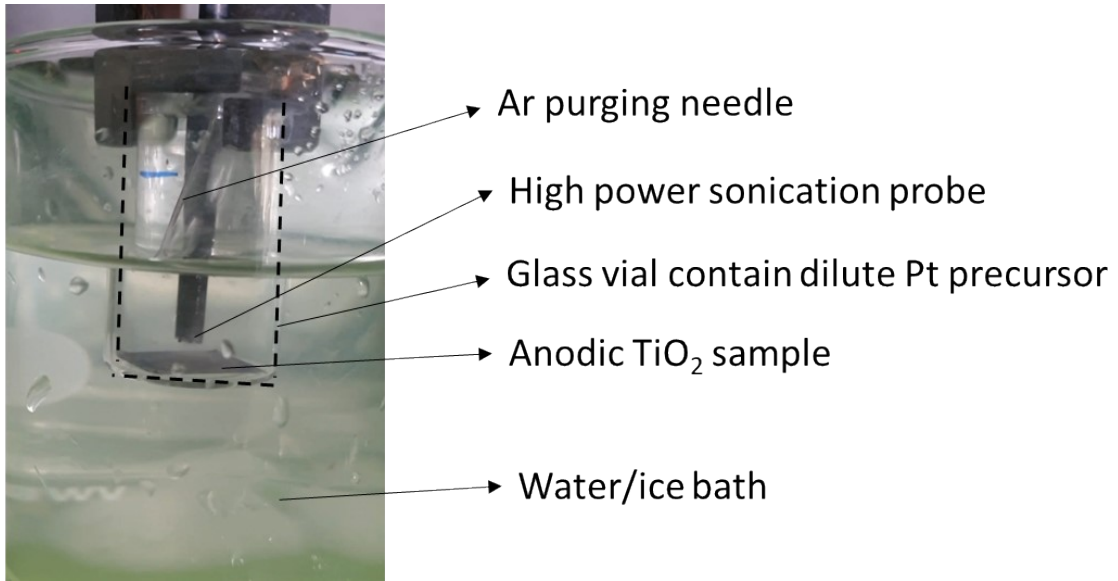 Ar purging needle
High power sonication probe
Glass vial contain dilute Pt precursor
Anodic TiO₂ sample
Water/ice bath